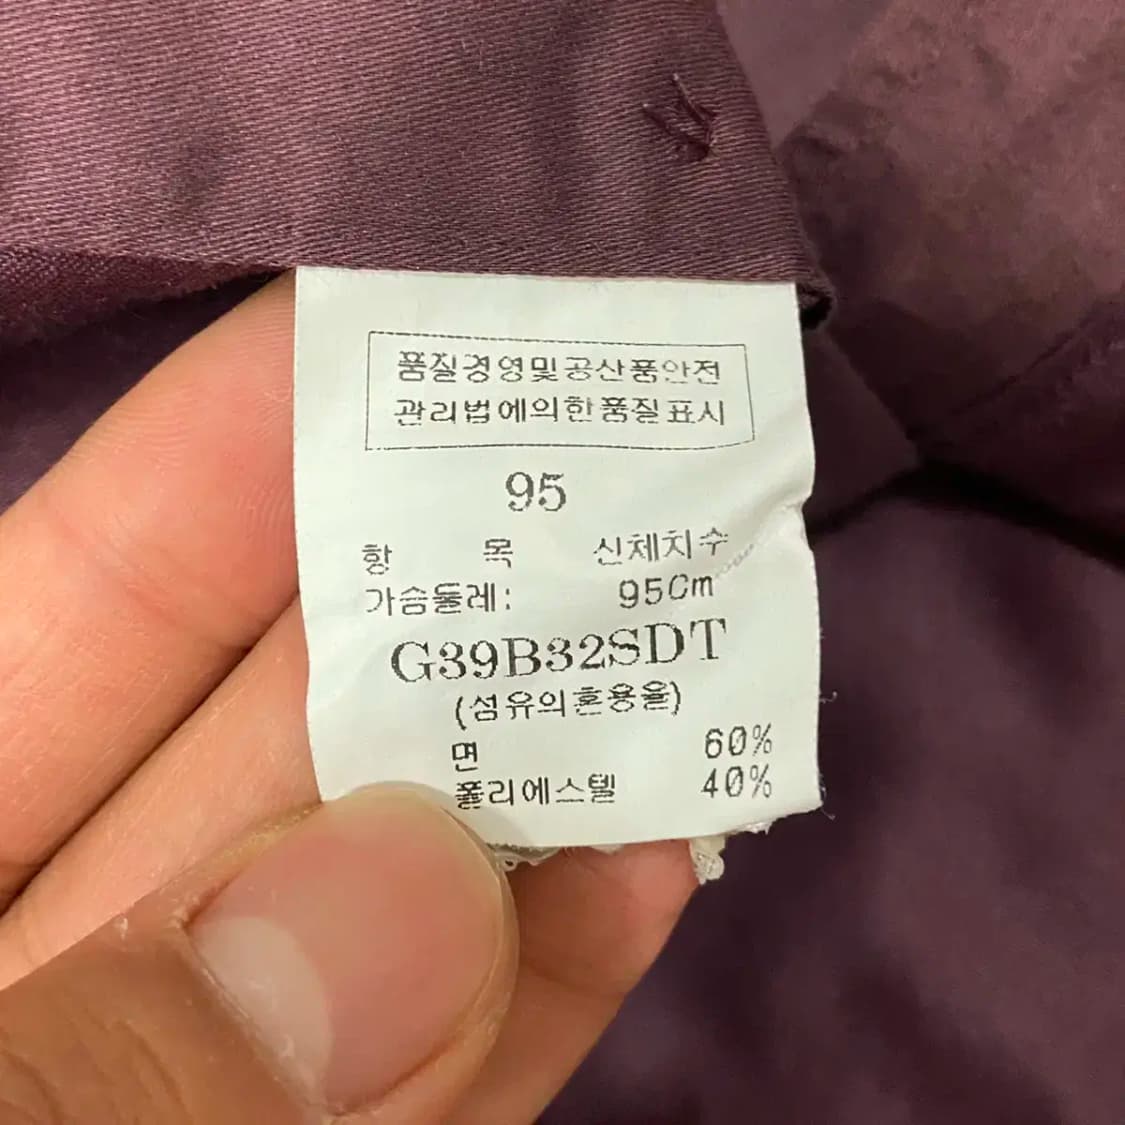 품질경영및공산품안전
관리법에의한품질표시
95
항 목 신체치수
가슴둘레: 95Cm
G39B32SDT
(섬유의혼용율)
면 60%
폴리에스텔 40%